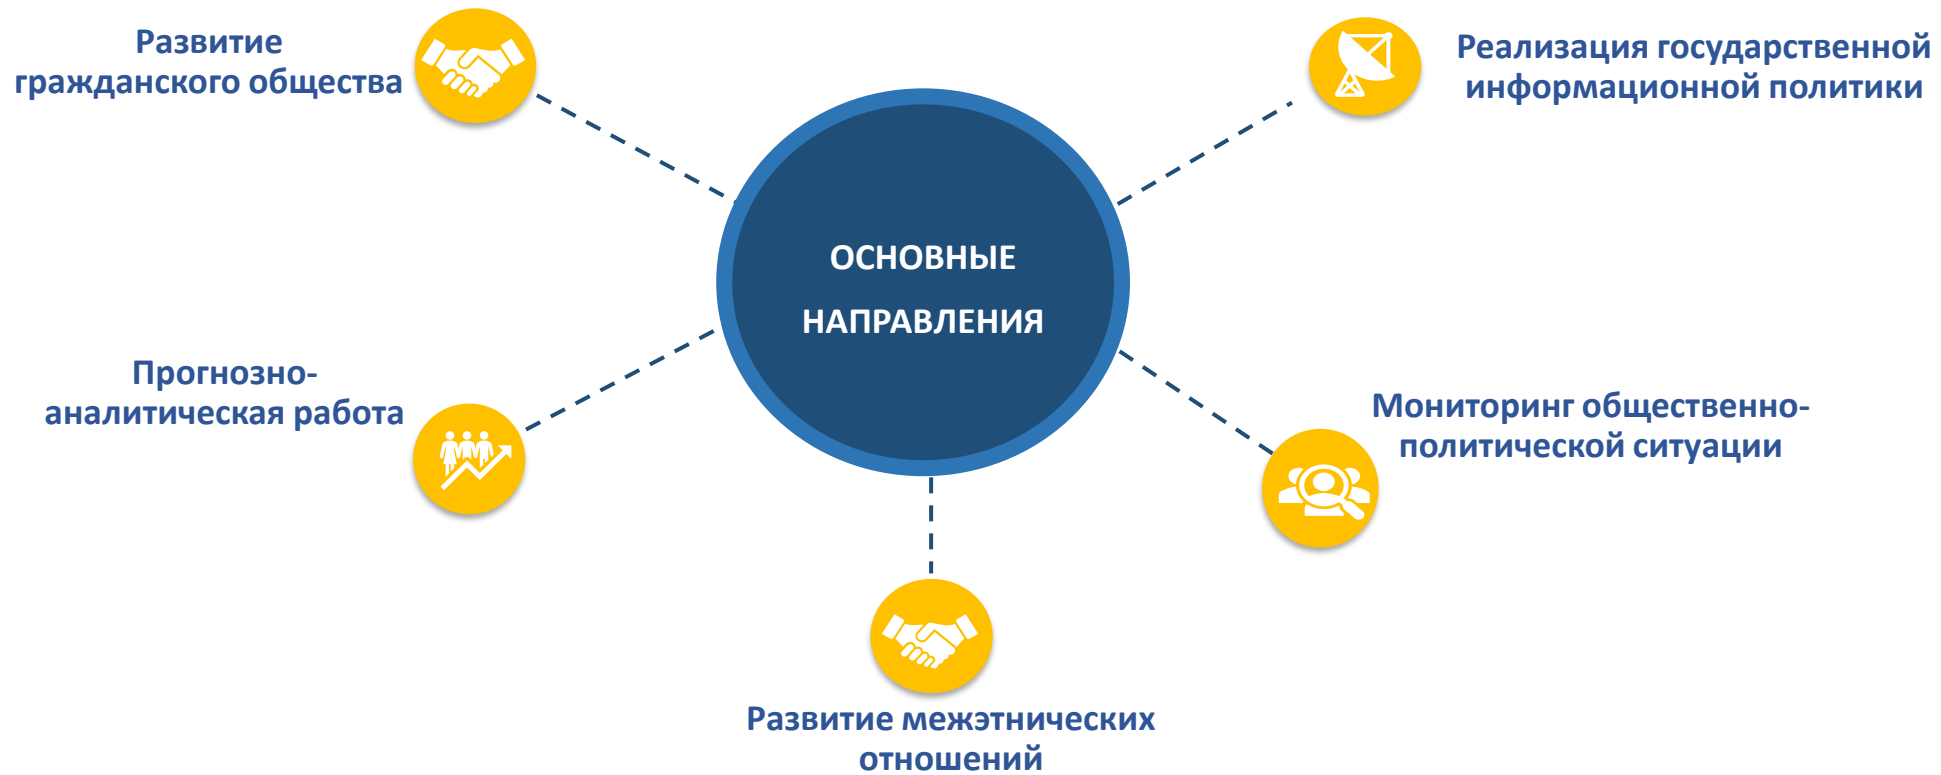 Развитие
гражданского общества
Реализация государственной
информационной политики
ОСНОВНЫЕ
НАПРАВЛЕНИЯ
Прогнозно-
аналитическая работа
Мониторинг общественно-
политической ситуации
Развитие межэтнических
отношений